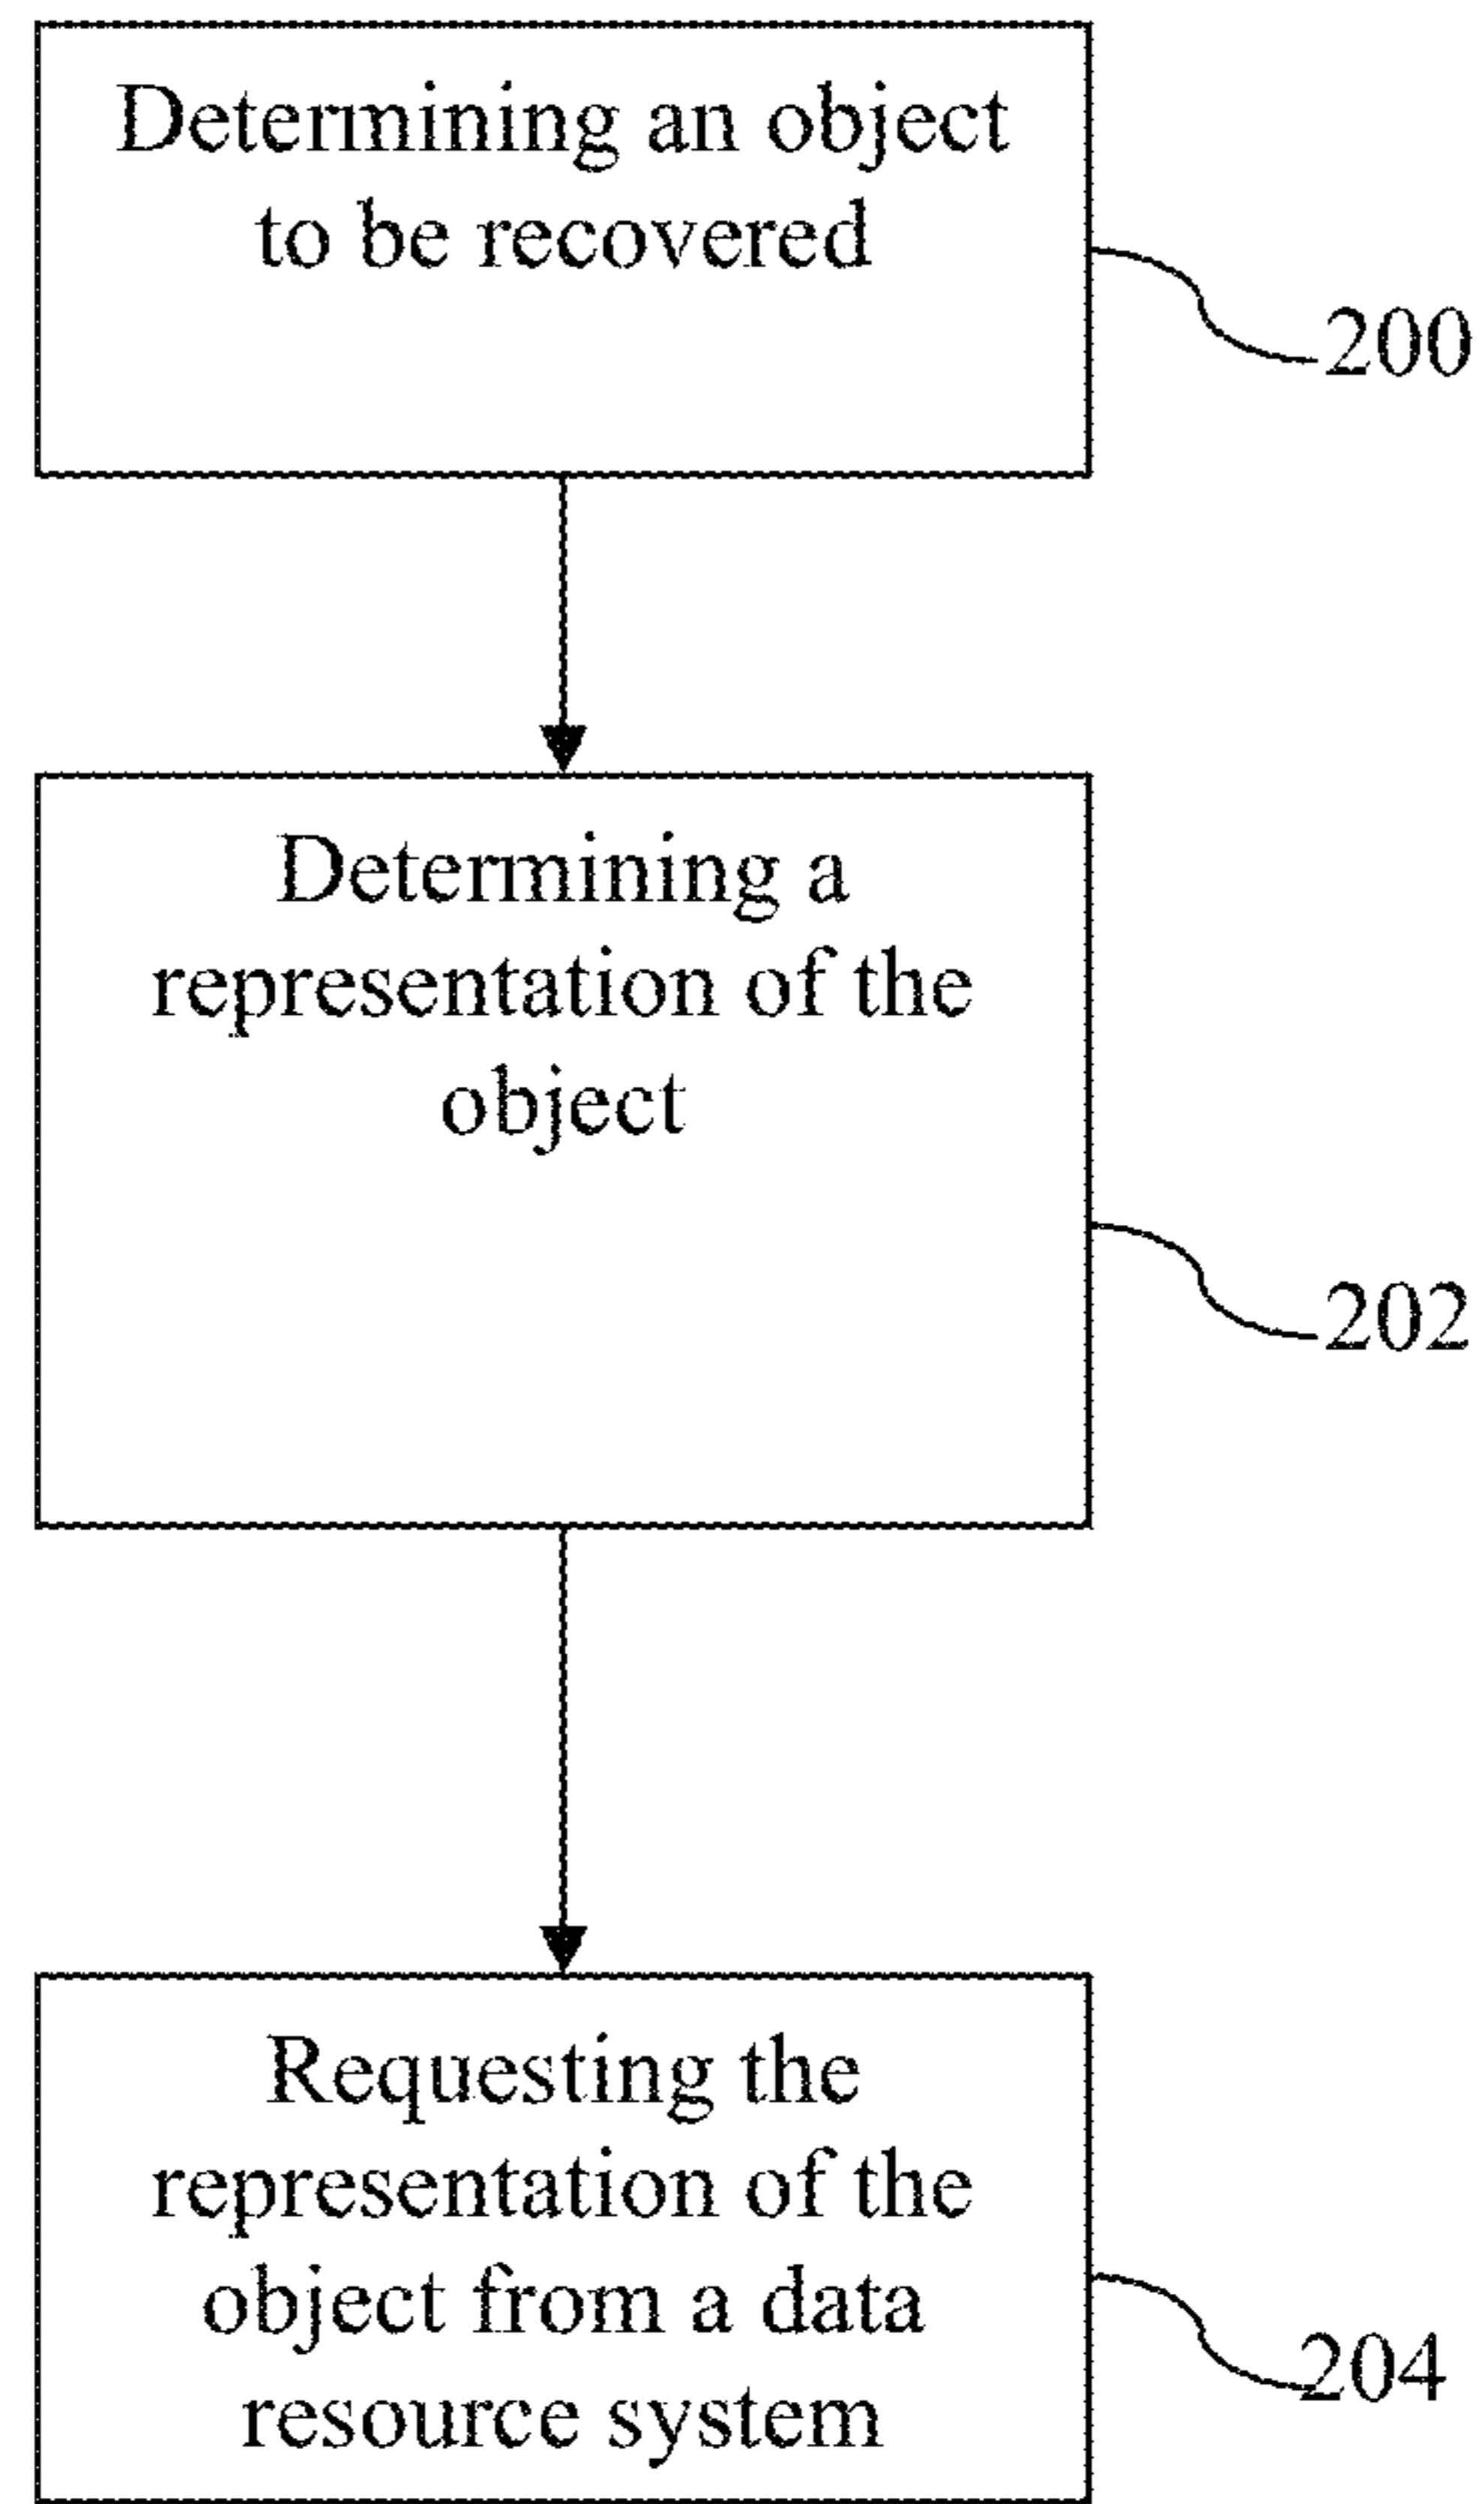 Determining an object
to be recovered
200
Determining a
representation of the
object
202
Requesting the
representation of the
object from a data
resource system
204